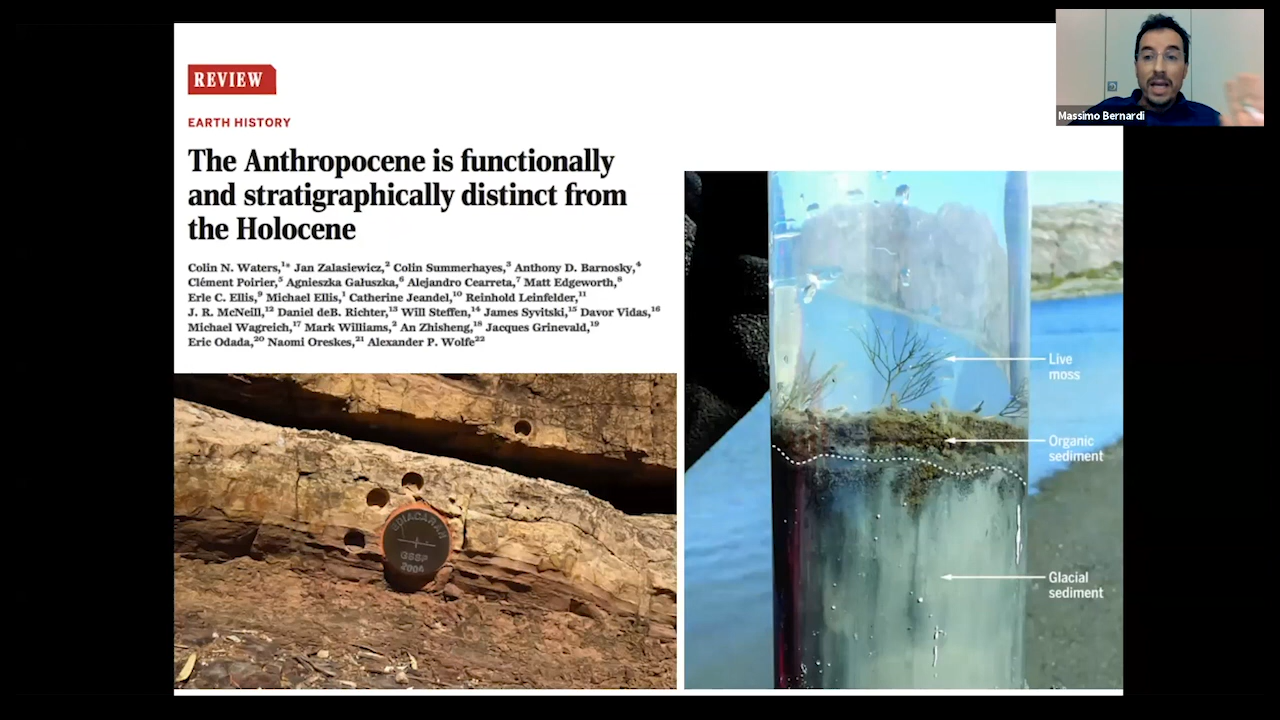 REVIEW
EARTH HISTORY
The Anthropocene is functionally
and stratigraphically distinct from
the Holocene
Colin N. Waters,¹* Jan Zalasiewicz,² Colin Summerhayes,³ Anthony D. Barnosky,⁴
Clément Poirier,⁵ Agnieszka Gałuszka,⁶ Alejandro Cearreta,⁷ Matt Edgeworth,⁸
Erle C. Ellis,⁹ Michael Ellis,¹ Catherine Jeandel,¹⁰ Reinhold Leinfelder,¹¹
J. R. McNeill,¹² Daniel deB. Richter,¹³ Will Steffen,¹⁴ James Syvitski,¹⁵ Davor Vidas,¹⁶
Michael Wagreich,¹⁷ Mark Williams,² An Zhisheng,¹⁸ Jacques Grinevald,¹⁹
Eric Odada,²⁰ Naomi Oreskes,²¹ Alexander P. Wolfe²²
EDIACARAN
GSSP
2004
Live
moss
Organic
sediment
Glacial
sediment
Massimo Bernardi